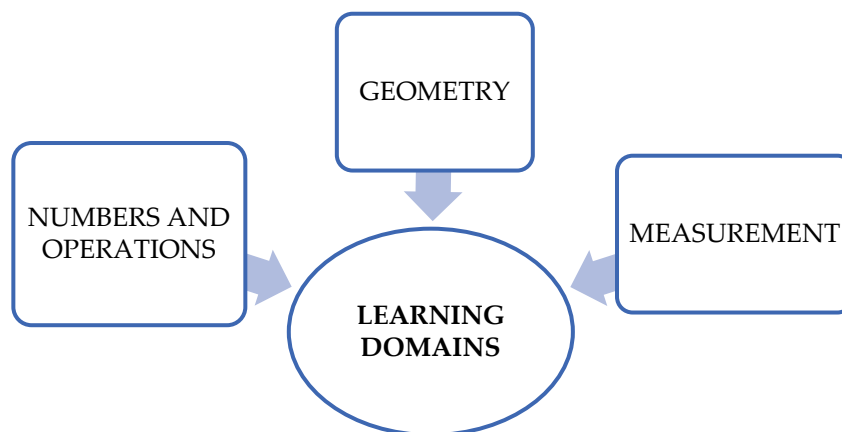 GEOMETRY
NUMBERS AND
OPERATIONS
MEASUREMENT
LEARNING
DOMAINS